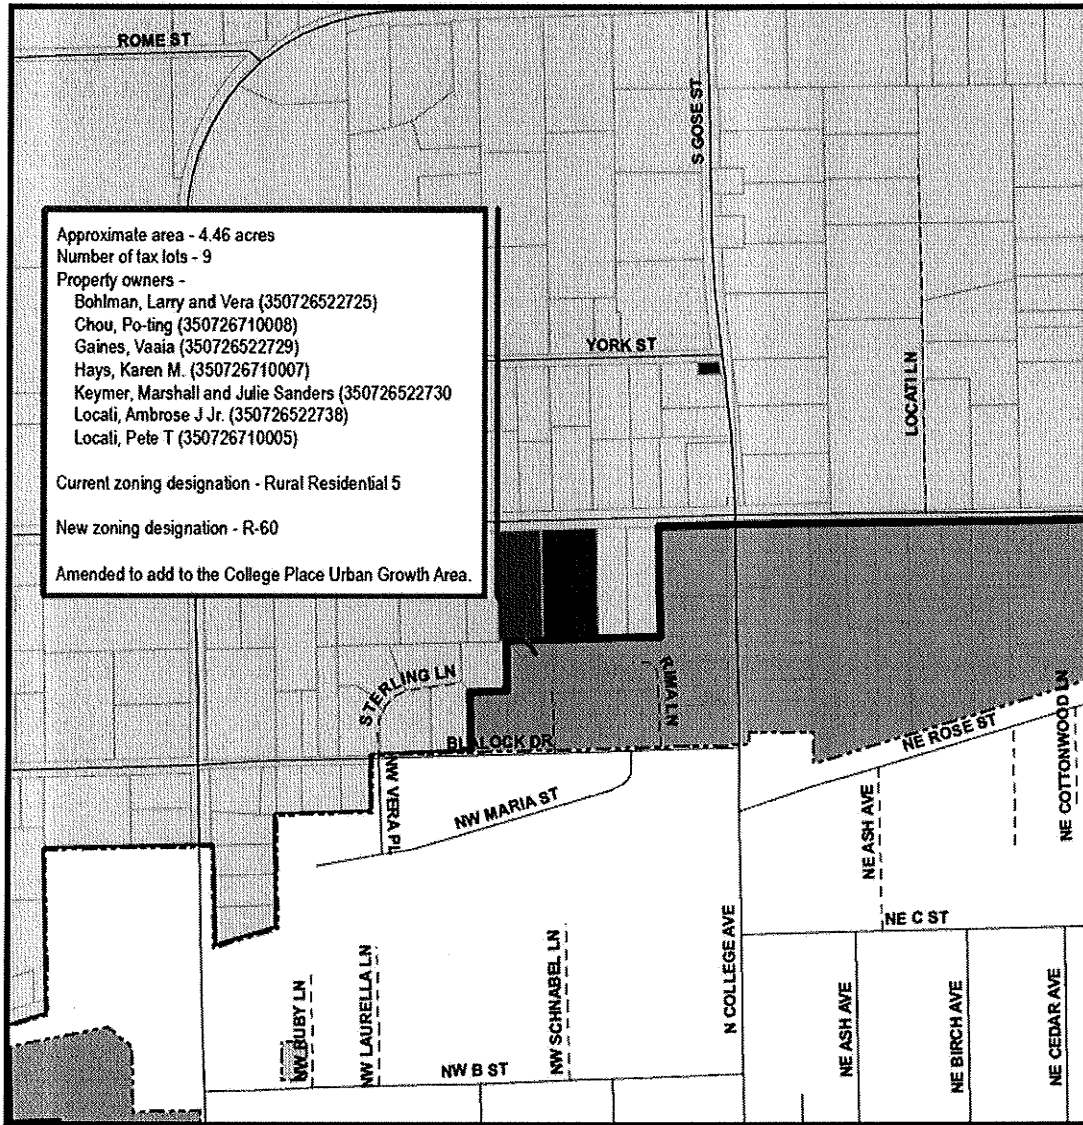 ROME ST
S GOSE ST
Approximate area - 4.46 acres
Number of tax lots - 9
Property owners -
Bohlman, Larry and Vera (350726522725)
Chou, Po-ting (350726710008)
Gaines, Vaaia (350726522729)
Hays, Karen M. (350726710007)
Keymer, Marshall and Julie Sanders (350726522730
Locati, Ambrose J Jr. (350726522738)
Locati, Pete T (350726710005)
Current zoning designation - Rural Residential 5
New zoning designation - R-60
Amended to add to the College Place Urban Growth Area.
YORK ST
LOCATI LN
STERLING LN
RIMA LN
BLALOCK DR
NW VERA PL
NW MARIA ST
NE ROSE ST
NE COTTONWOOD LN
NE ASH AVE
NE C ST
N COLLEGE AVE
NW RUBY LN
NW LAURELLA LN
NW SCHNABEL LN
NW B ST
NE ASH AVE
NE BIRCH AVE
NE CEDAR AVE